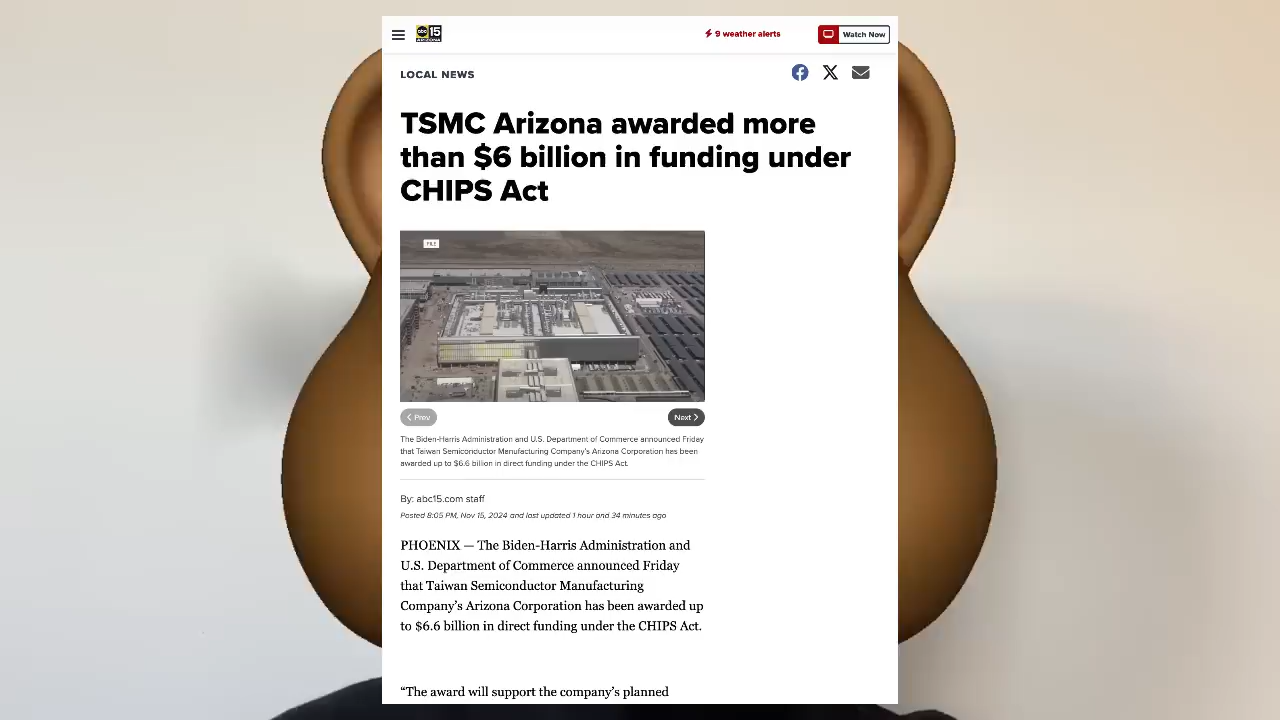 abc 15
ARIZONA
9 weather alerts
Watch Now
LOCAL NEWS
TSMC Arizona awarded more
than $6 billion in funding under
CHIPS Act
FILE
Prev
Next
The Biden-Harris Administration and U.S. Department of Commerce announced Friday
that Taiwan Semiconductor Manufacturing Company's Arizona Corporation has been
awarded up to $6.6 billion in direct funding under the CHIPS Act.
By: abc15.com staff
Posted 8:05 PM, Nov 15, 2024 and last updated 1 hour and 34 minutes ago
PHOENIX — The Biden-Harris Administration and
U.S. Department of Commerce announced Friday
that Taiwan Semiconductor Manufacturing
Company’s Arizona Corporation has been awarded up
to $6.6 billion in direct funding under the CHIPS Act.
“The award will support the company’s planned